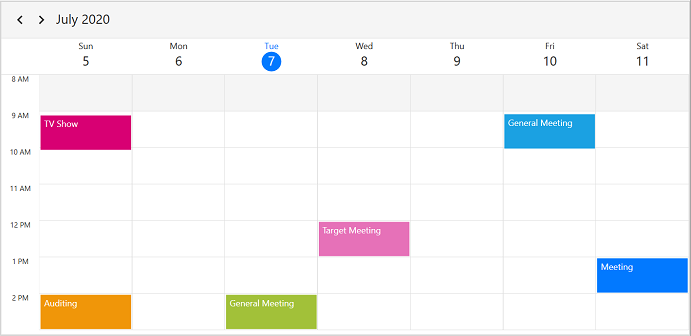 July 2020
Sun Mon Tue Wed Thu Fri Sat
5 6 7 8 9 10 11
8 AM
9 AM
TV Show General Meeting
10 AM
11 AM
12 PM
Target Meeting
1 PM
Meeting
2 PM
Auditing General Meeting